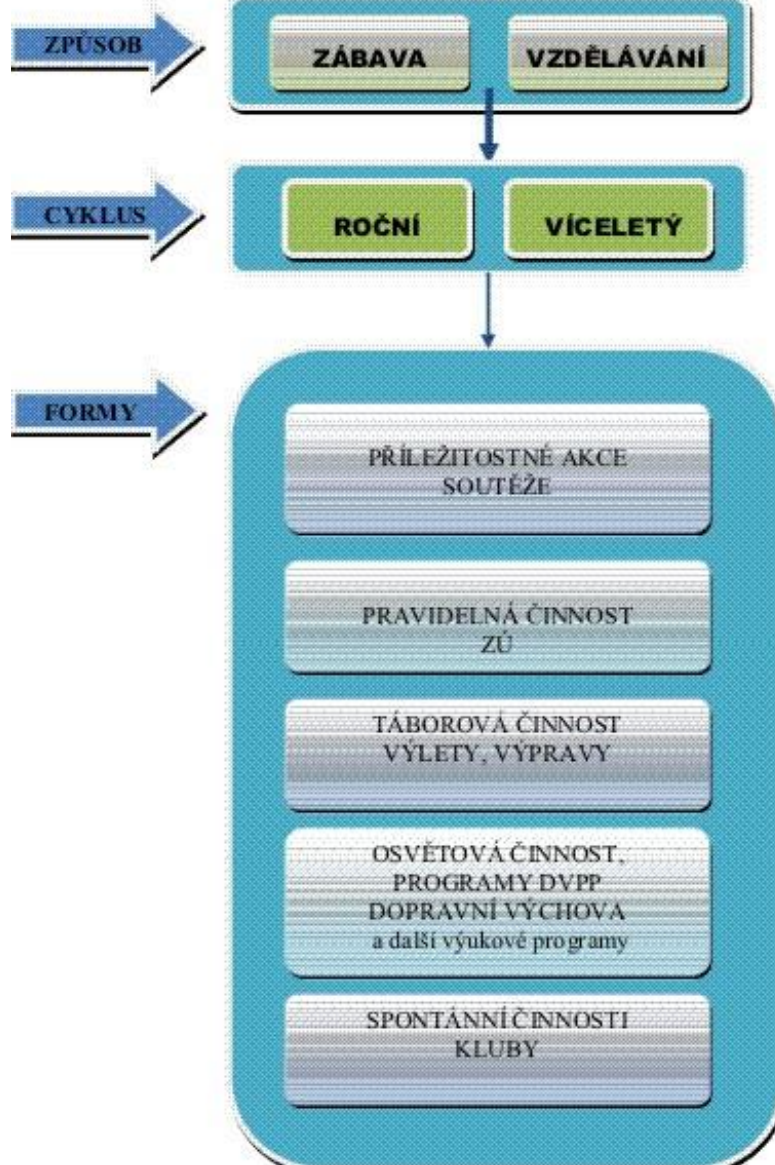 ZPŮSOB
ZÁBAVA
VZDĚLÁVÁNÍ
CYKLUS
ROČNÍ
VÍCELETÝ
FORMY
PŘÍLEŽITOSTNÉ AKCE
SOUTĚŽE
PRAVIDELNÁ ČINNOST
ZÚ
TÁBOROVÁ ČINNOST
VÝLETY, VÝPRAVY
OSVĚTOVÁ ČINNOST,
PROGRAMY DVPP
DOPRAVNÍ VÝCHOVA
a další výukové programy
SPONTÁNNÍ ČINNOSTI
KLUBY